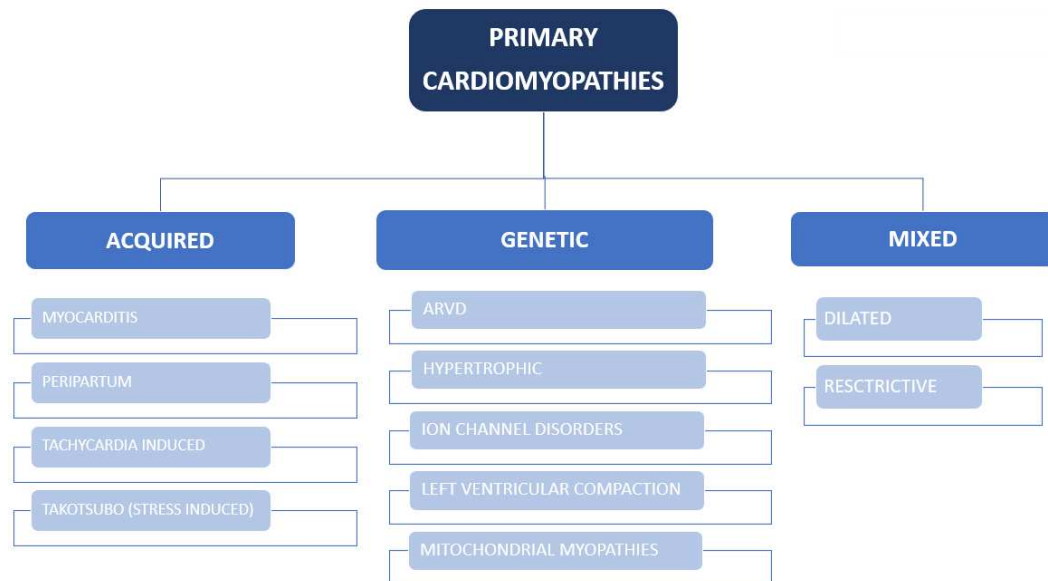 PRIMARY
CARDIOMYOPATHIES
ACQUIRED
MYOCARDITIS
PERIPARTUM
TACHYCARDIA INDUCED
TAKOTSUBO (STRESS INDUCED)
GENETIC
ARVD
HYPERTROPHIC
ION CHANNEL DISORDERS
LEFT VENTRICULAR COMPACTION
MITOCHONDRIAL MYOPATHIES
MIXED
DILATED
RESCTRICTIVE